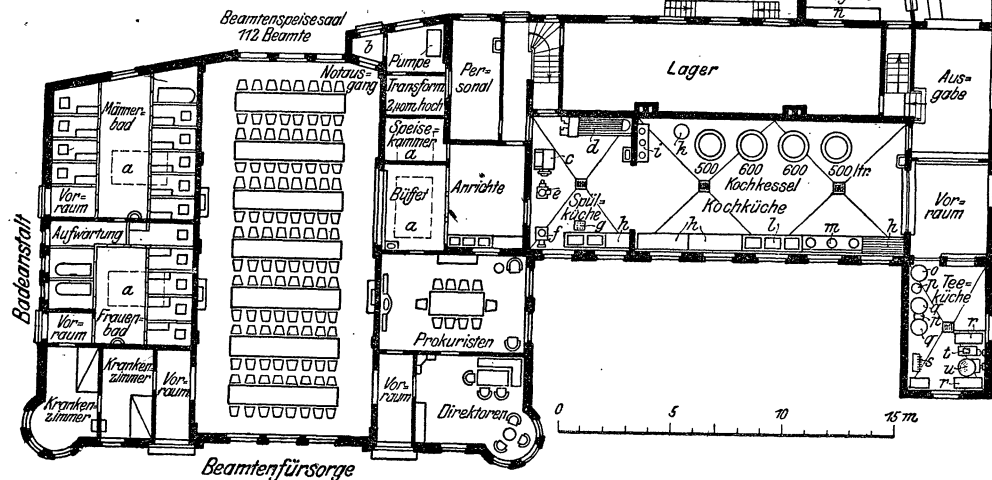 Beamtenspeisesaal
112 Beamte
n
b
Pumpe
Notaus=
gang
Transform.
2,40m.hoch
Per=
sonal
Lager
Aus=
gabe
Männer=
bad
a
Speise=
kammer
a
d
c
e
i
k
500
600
600
500 ltr.
Kochkessel
Kochküche
Vor=
raum
Büffet
a
Anrichte
Spül=
küche
f
g
h
h
l
m
h
Vor=
raum
Aufwartung
Badeanstalt
a
Frauen=
bad
Vor=
raum
Prokuristen
o
p
Tee=
küche
q
p
q
r
s
t
u
r
Kranken=
zimmer
Kranken=
zimmer
Vor=
raum
Vor=
raum
Direktoren
0
5
10
15 m
Beamtenfürsorge